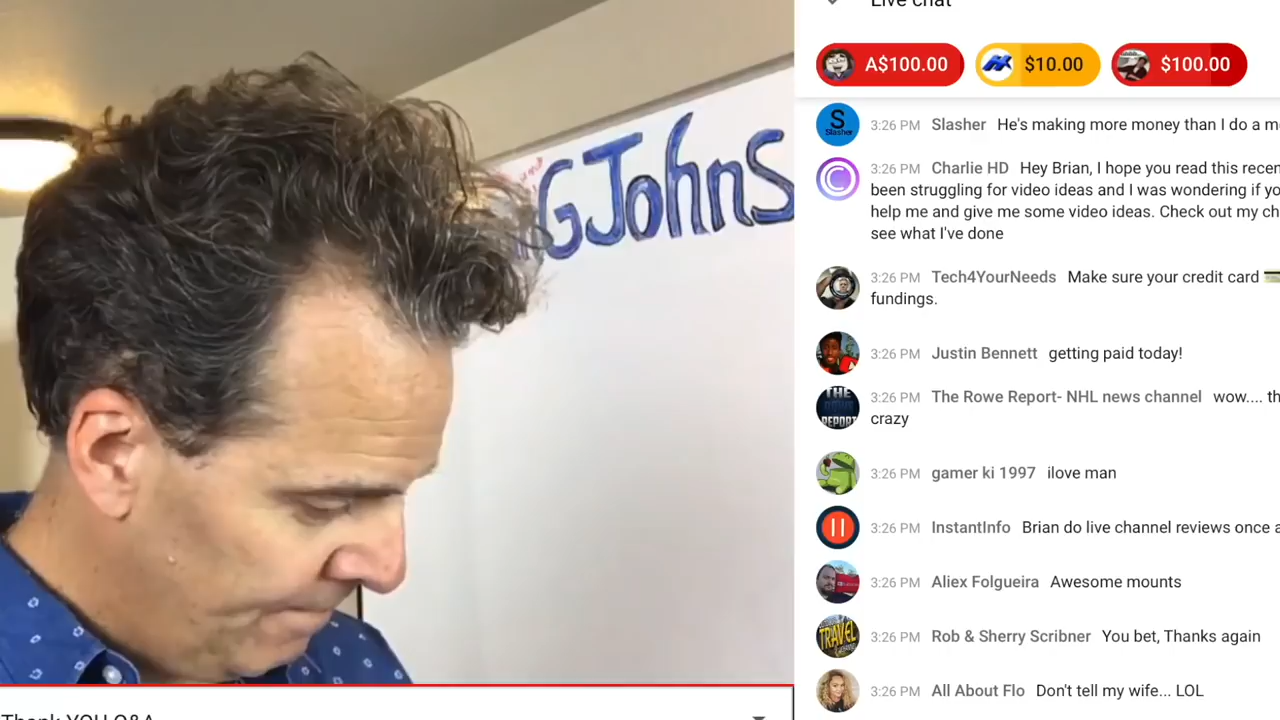 Live chat
A$100.00 $10.00 $100.00
GJohnS
3:26 PM Slasher He's making more money than I do a m
Slasher
3:26 PM Charlie HD Hey Brian, I hope you read this recen
been struggling for video ideas and I was wondering if yo
help me and give me some video ideas. Check out my ch
see what I've done
3:26 PM Tech4YourNeeds Make sure your credit card
fundings.
3:26 PM Justin Bennett getting paid today!
3:26 PM The Rowe Report- NHL news channel wow.... th
crazy
THE
ROWE
REPORT
3:26 PM gamer ki 1997 ilove man
3:26 PM InstantInfo Brian do live channel reviews once a
3:26 PM Aliex Folgueira Awesome mounts
3:26 PM Rob & Sherry Scribner You bet, Thanks again
TRAVEL
3:26 PM All About Flo Don't tell my wife... LOL
Thank YOU Q&A